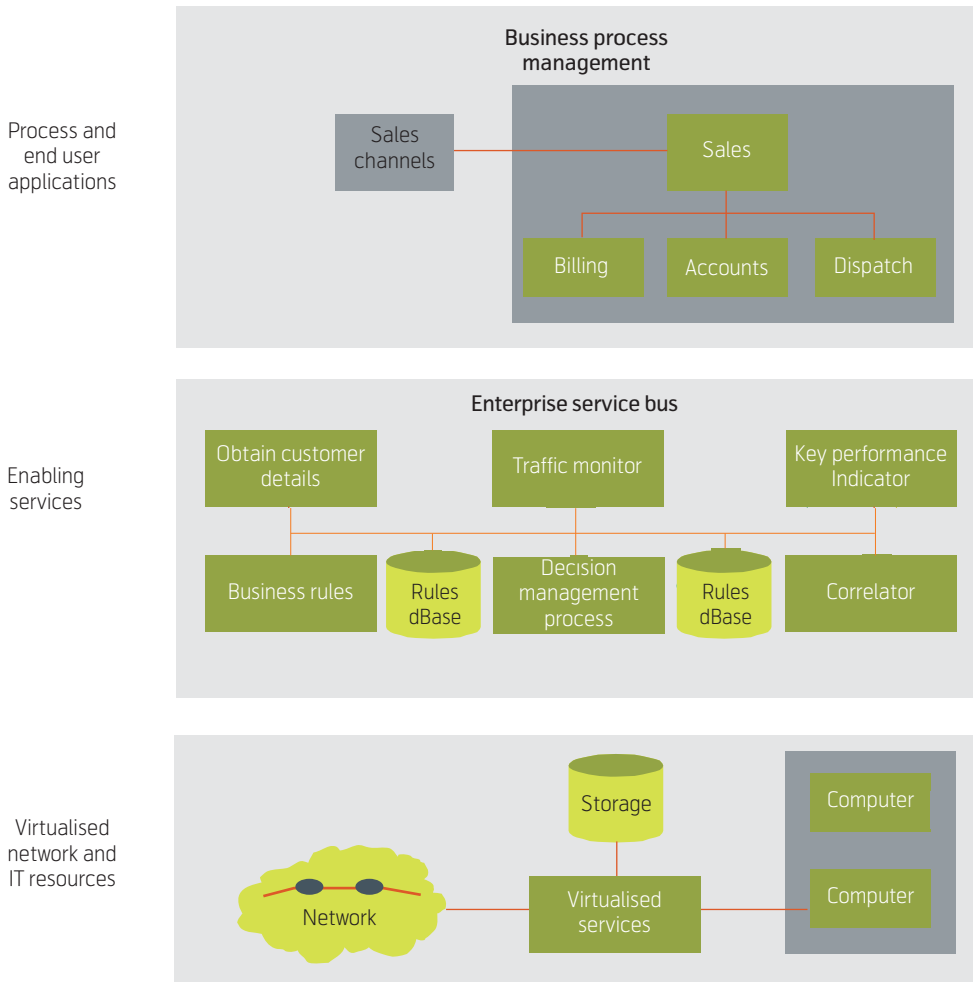 Business process
management
Process and
end user
applications
Sales
channels
Sales
Billing
Accounts
Dispatch
Enterprise service bus
Enabling
services
Obtain customer
details
Traffic monitor
Key performance
Indicator
Business rules
Rules
dBase
Decision
management
process
Rules
dBase
Correlator
Virtualised
network and
IT resources
Storage
Computer
Network
Virtualised
services
Computer